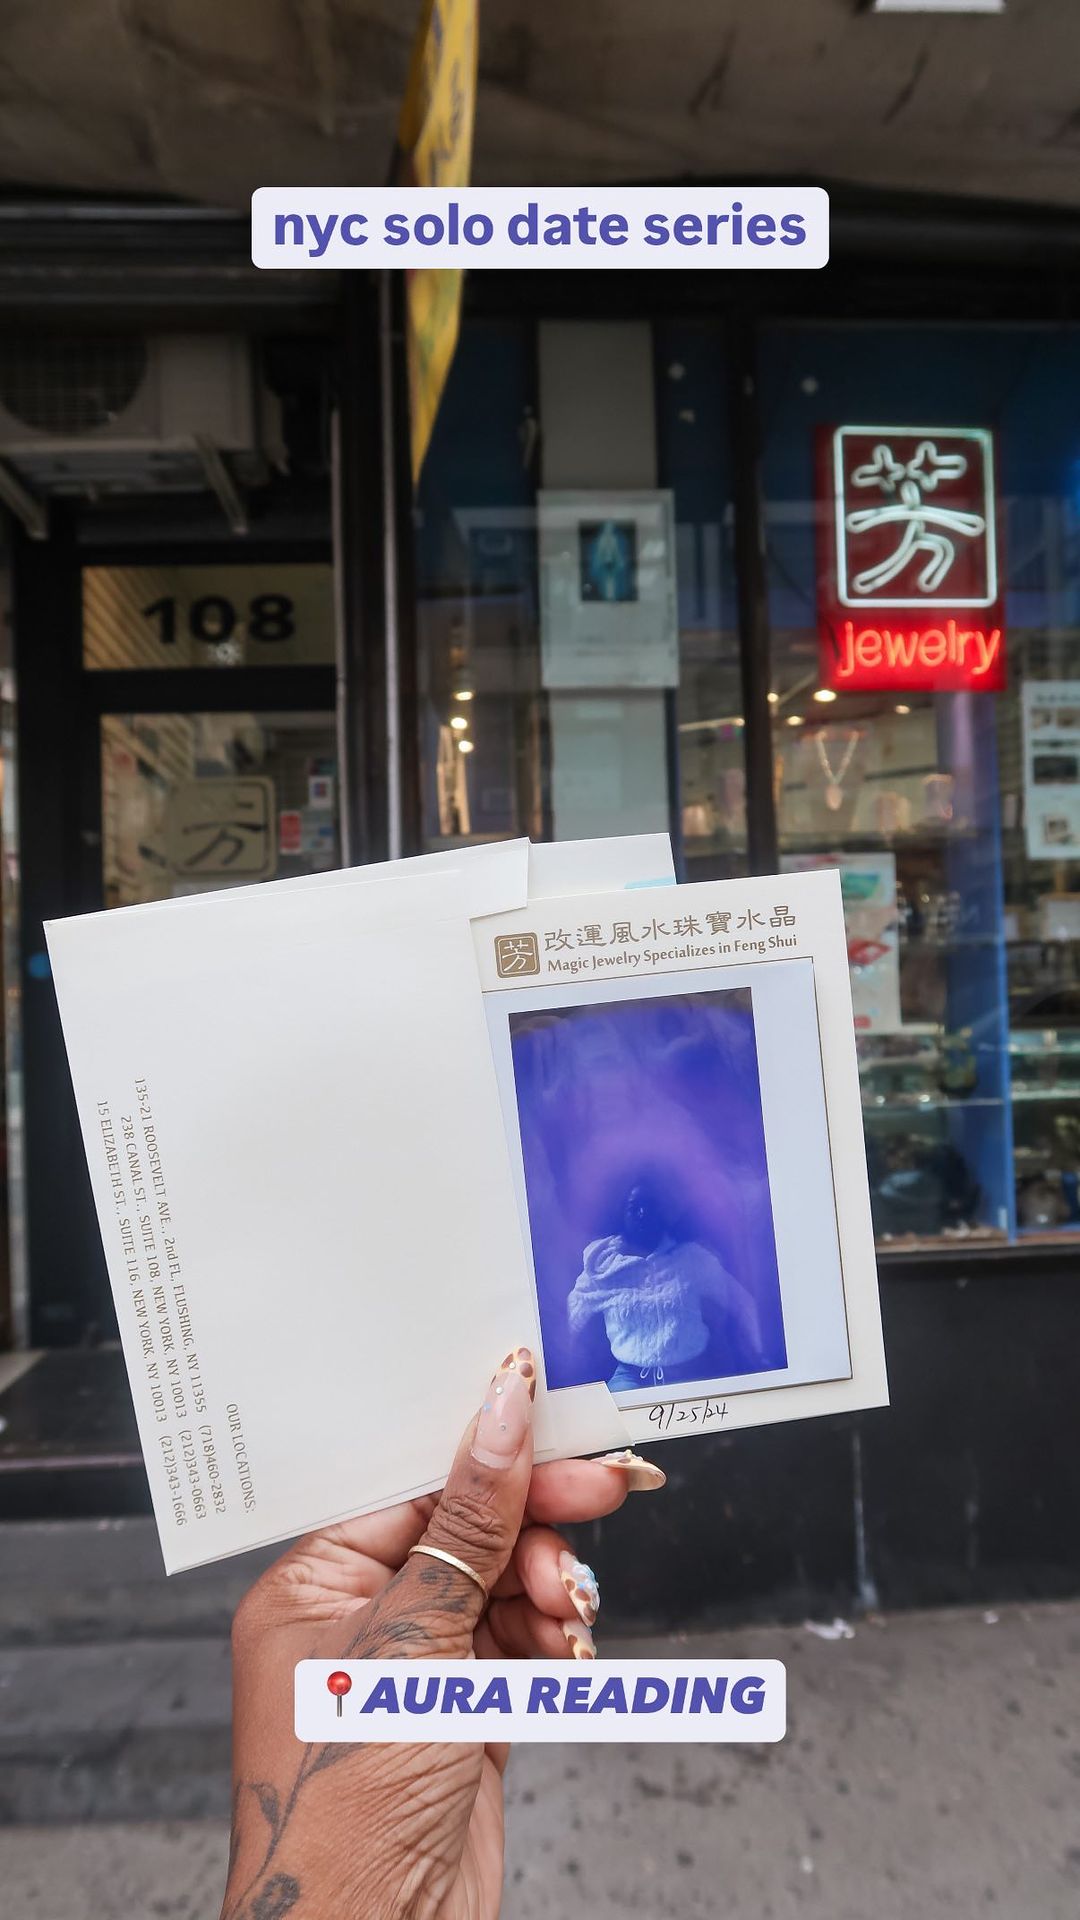 nyc solo date series
芳
jewelry
108
芳
芳 改運風水珠寶水晶
Magic Jewelry Specializes in Feng Shui
9/25/24
OUR LOCATIONS:
135-21 ROOSEVELT AVE., 2nd FL, FLUSHING, NY 11355 (718)460-2832
238 CANAL ST., SUITE 108, NEW YORK, NY 10013 (212)343-0663
15 ELIZABETH ST., SUITE 116, NEW YORK, NY 10013 (212)343-1666
📍AURA READING